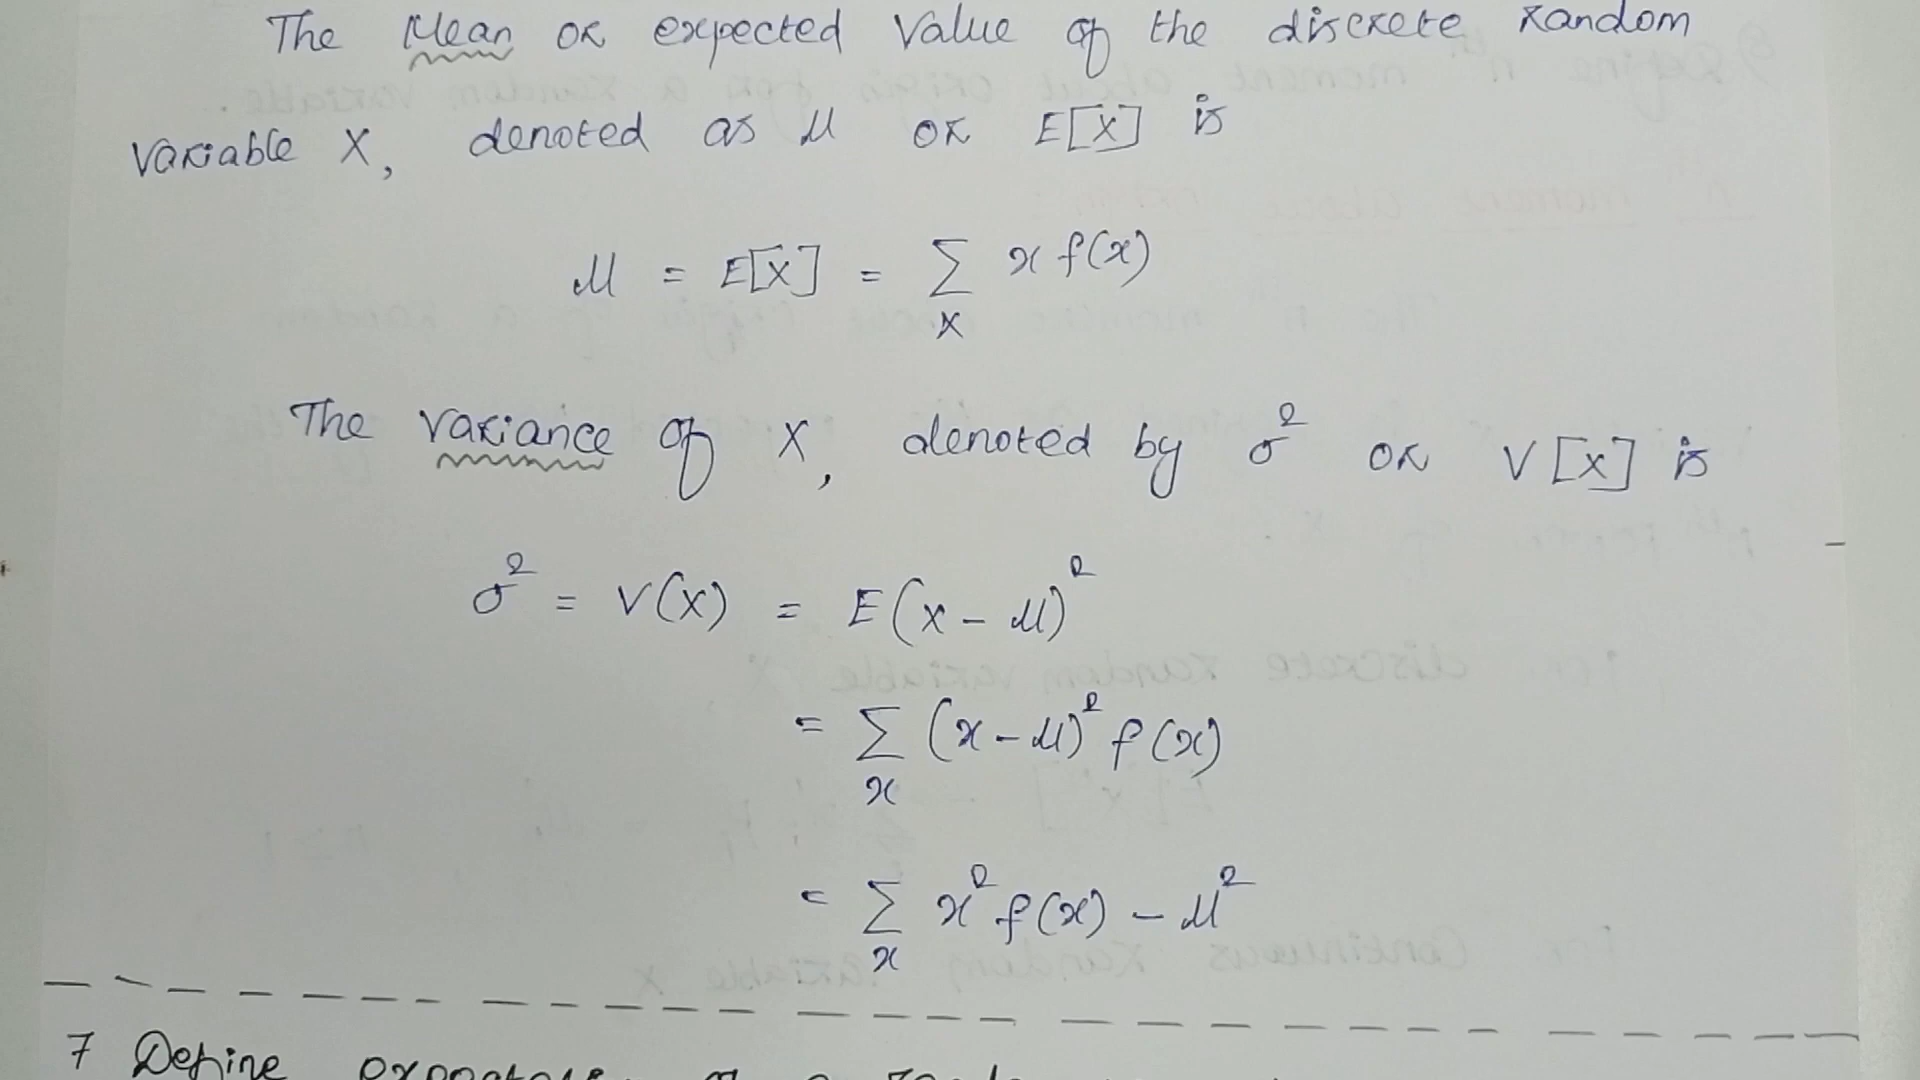 The Mean or expected value of the discrete random
variable X, denoted as μ or E[X] is
μ = E[X] = Σ x f(x)
x
The variance of X, denoted by σ² or V[X] is
σ² = V(X) = E(X - μ)²
= Σ (x - μ)² f(x)
x
= Σ x² f(x) - μ²
x
7 Define